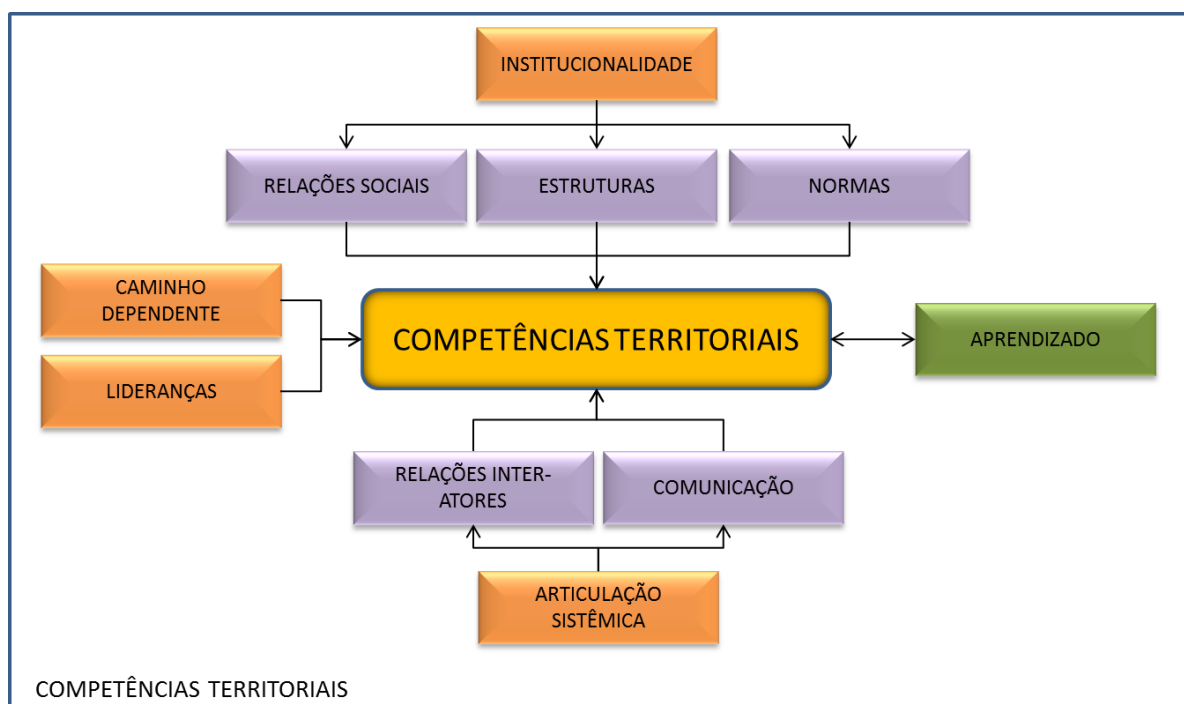 INSTITUCIONALIDADE
RELAÇÕES SOCIAIS
ESTRUTURAS
NORMAS
CAMINHO
DEPENDENTE
LIDERANÇAS
COMPETÊNCIAS TERRITORIAIS
APRENDIZADO
RELAÇÕES INTER-
ATORES
COMUNICAÇÃO
ARTICULAÇÃO
SISTÊMICA
COMPETÊNCIAS TERRITORIAIS